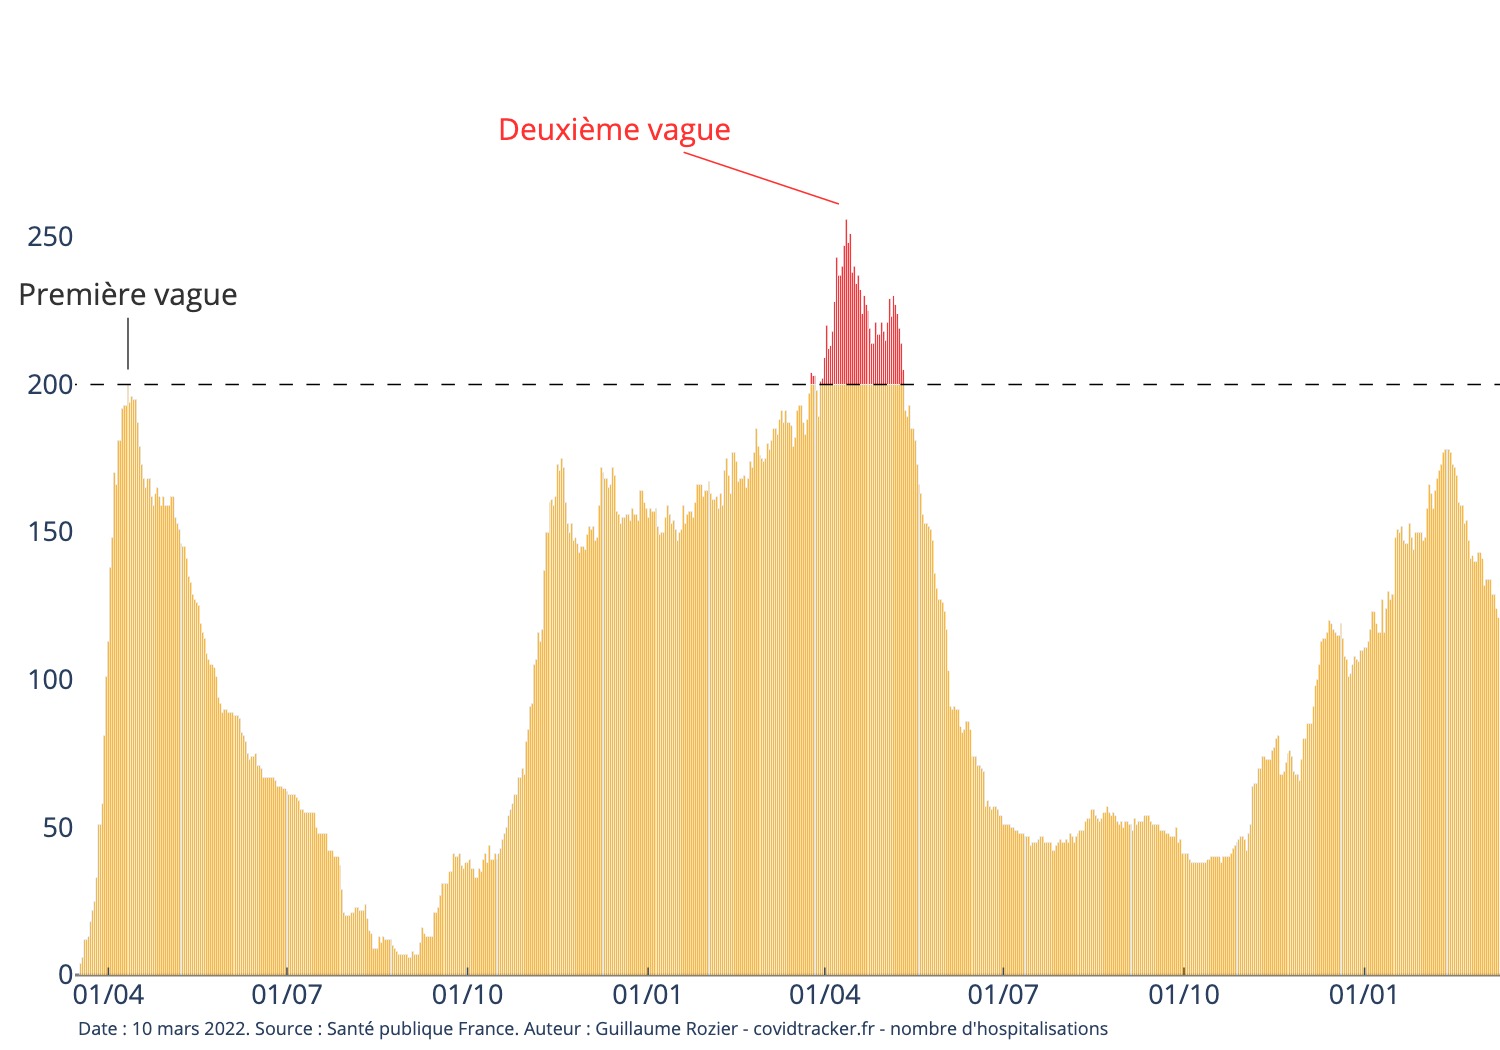 Deuxième vague
250
Première vague
200
150
100
50
0
01/04 01/07 01/10 01/01 01/04 01/07 01/10 01/01
Date : 10 mars 2022. Source : Santé publique France. Auteur : Guillaume Rozier - covidtracker.fr - nombre d'hospitalisations